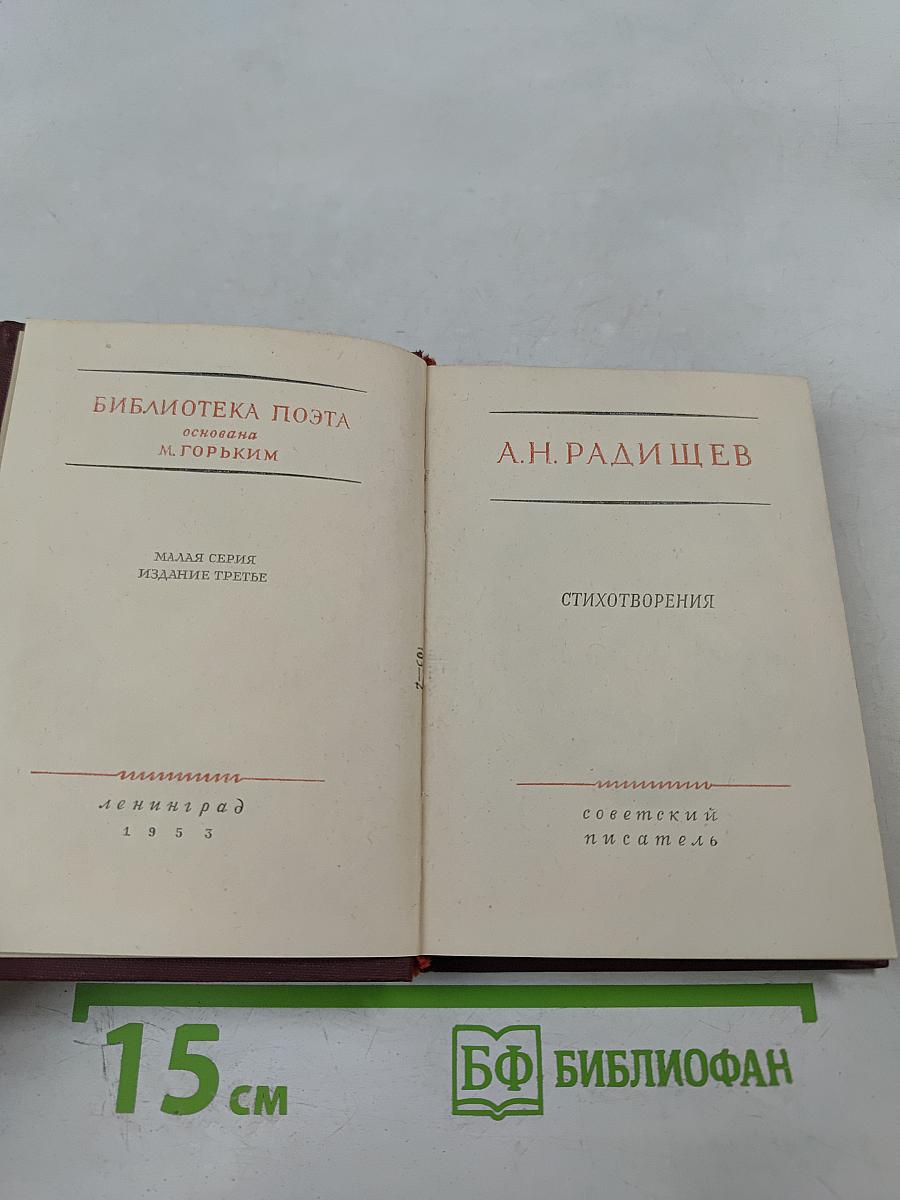 БИБЛИОТЕКА ПОЭТА
основана
М. ГОРЬКИМ
МАЛАЯ СЕРИЯ
ИЗДАНИЕ ТРЕТЬЕ
ленинград
1953
А. Н. РАДИЩЕВ
СТИХОТВОРЕНИЯ
советский
писатель
15 см
БФ БИБЛИОФАН